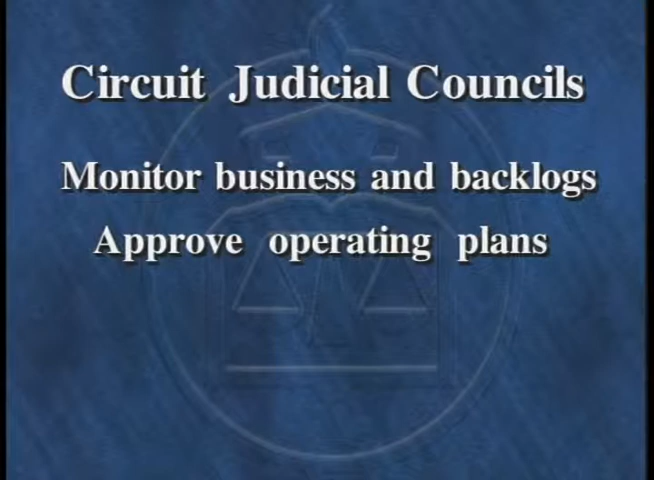 Circuit Judicial Councils
Monitor business and backlogs
Approve operating plans